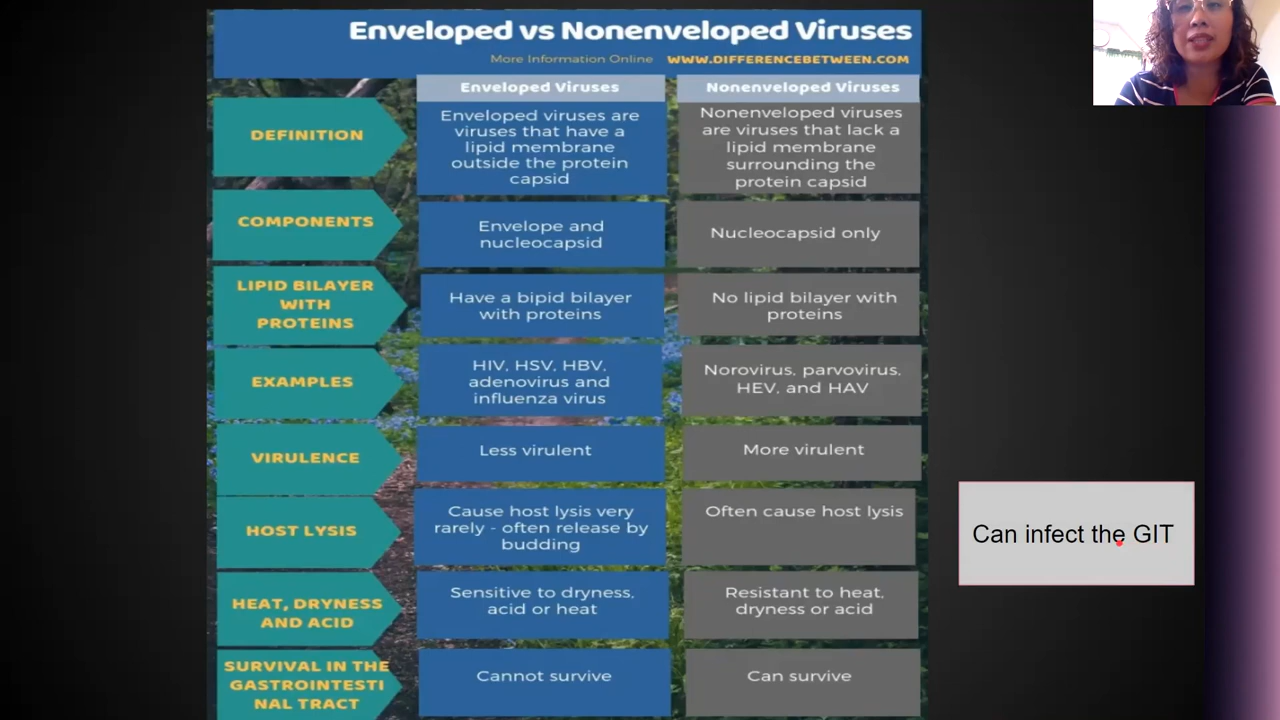 Enveloped vs Nonenveloped Viruses
More Information Online WWW.DIFFERENCEBETWEEN.COM
Enveloped Viruses
Nonenveloped Viruses
DEFINITION
Enveloped viruses are
viruses that have a
lipid membrane
outside the protein
capsid
Nonenveloped viruses
are viruses that lack a
lipid membrane
surrounding the
protein capsid
COMPONENTS
Envelope and
nucleocapsid
Nucleocapsid only
LIPID BILAYER
WITH
PROTEINS
Have a bipid bilayer
with proteins
No lipid bilayer with
proteins
EXAMPLES
HIV, HSV, HBV,
adenovirus and
influenza virus
Norovirus, parvovirus,
HEV, and HAV
VIRULENCE
Less virulent
More virulent
HOST LYSIS
Cause host lysis very
rarely - often release by
budding
Often cause host lysis
Can infect the GIT
HEAT, DRYNESS
AND ACID
Sensitive to dryness,
acid or heat
Resistant to heat,
dryness or acid
SURVIVAL IN THE
GASTROINTESTI
NAL TRACT
Cannot survive
Can survive